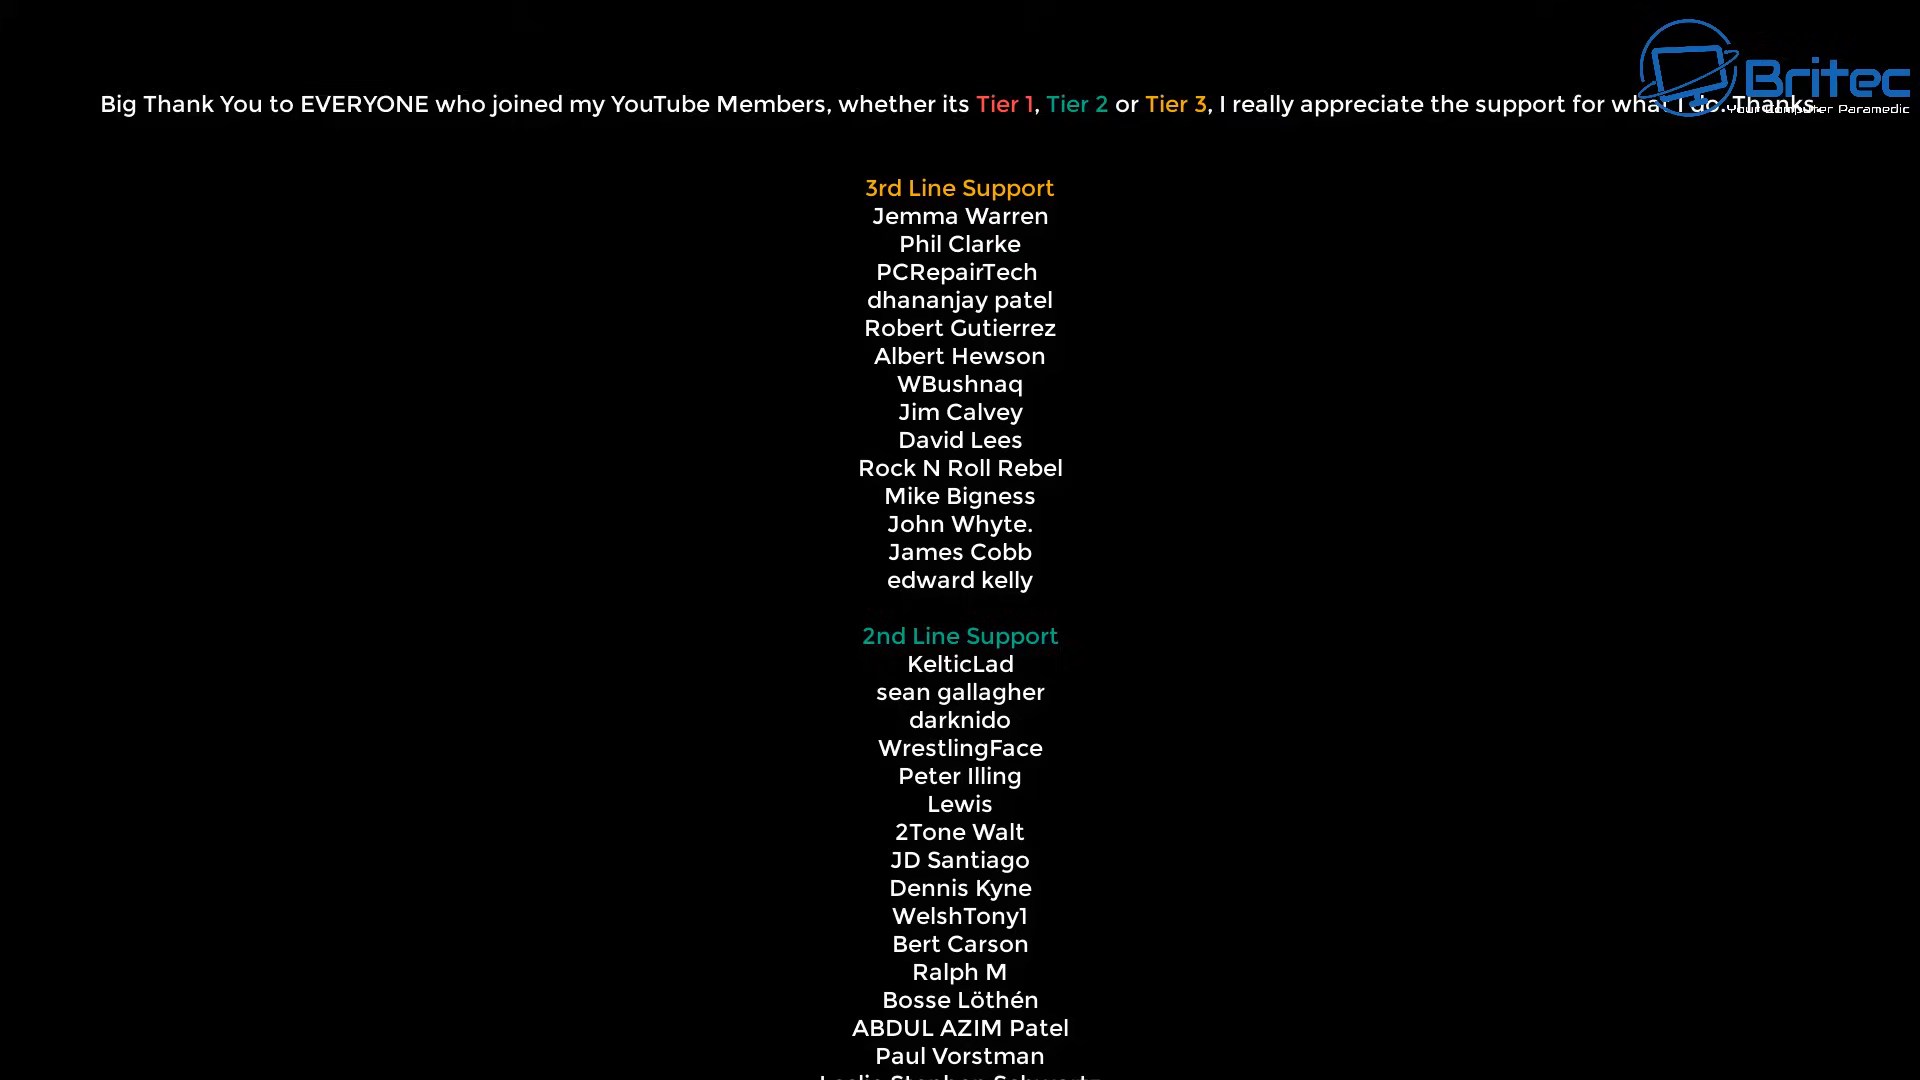 Britec
Your Computer Paramedic
Big Thank You to EVERYONE who joined my YouTube Members, whether its Tier 1, Tier 2 or Tier 3, I really appreciate the support for what I do. Thanks.
3rd Line Support
Jemma Warren
Phil Clarke
PCRepairTech
dhananjay patel
Robert Gutierrez
Albert Hewson
WBushnaq
Jim Calvey
David Lees
Rock N Roll Rebel
Mike Bigness
John Whyte.
James Cobb
edward kelly
2nd Line Support
KelticLad
sean gallagher
darknido
WrestlingFace
Peter Illing
Lewis
2Tone Walt
JD Santiago
Dennis Kyne
WelshTony1
Bert Carson
Ralph M
Bosse Löthén
ABDUL AZIM Patel
Paul Vorstman